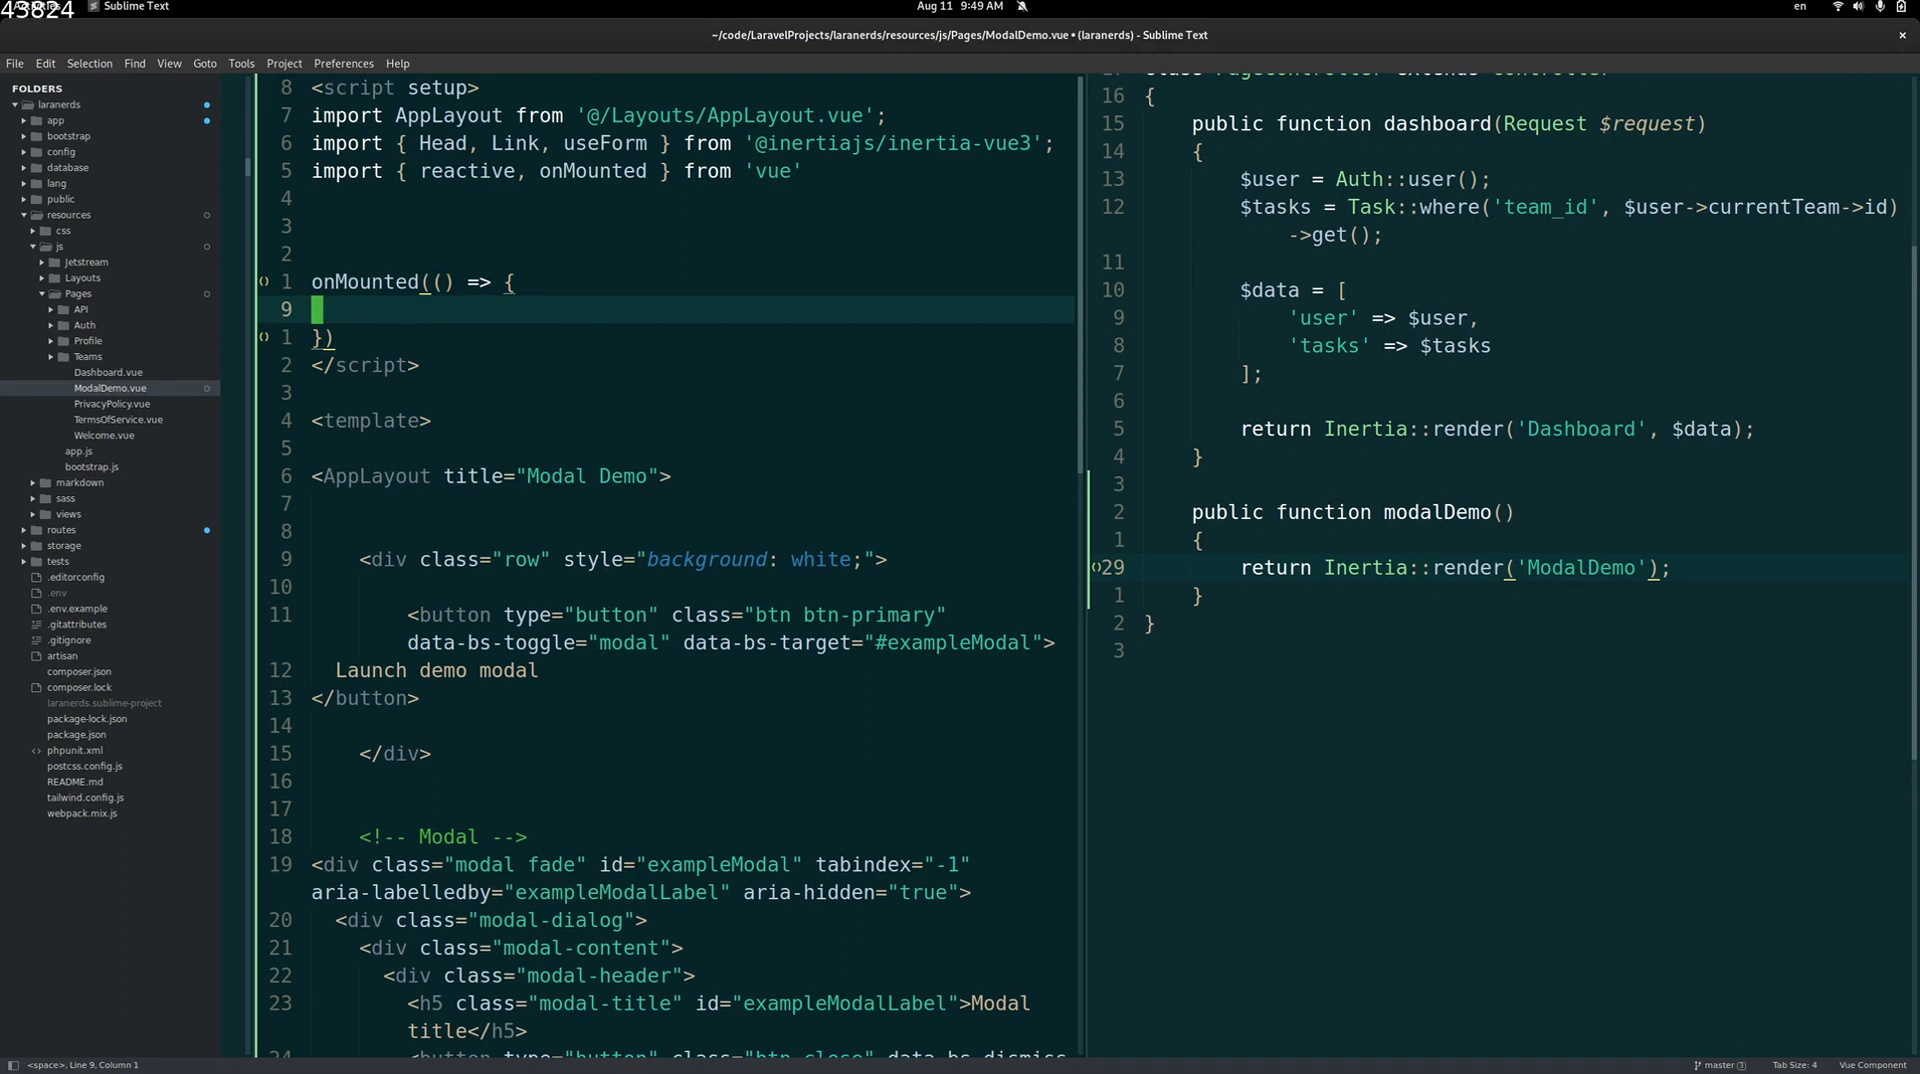 43824
Sublime Text
Aug 11 9:49 AM
en
~/code/LaravelProjects/laranerds/resources/js/Pages/ModalDemo.vue • (laranerds) - Sublime Text
File Edit Selection Find View Goto Tools Project Preferences Help
FOLDERS
laranerds
app
bootstrap
config
database
lang
public
resources
css
js
Jetstream
Layouts
Pages
API
Auth
Profile
Teams
Dashboard.vue
ModalDemo.vue
PrivacyPolicy.vue
TermsOfService.vue
Welcome.vue
app.js
bootstrap.js
markdown
sass
views
routes
storage
tests
.editorconfig
.env
.env.example
.gitattributes
.gitignore
artisan
composer.json
composer.lock
laranerds.sublime-project
package-lock.json
package.json
phpunit.xml
postcss.config.js
README.md
tailwind.config.js
webpack.mix.js
8 <script setup>
7 import AppLayout from '@/Layouts/AppLayout.vue';
6 import { Head, Link, useForm } from '@inertiajs/inertia-vue3';
5 import { reactive, onMounted } from 'vue'
4
3
2
1 onMounted(() => {
9
1 })
2 </script>
3
4 <template>
5
6 <AppLayout title="Modal Demo">
7
8
9 <div class="row" style="background: white;">
10
11 <button type="button" class="btn btn-primary"
data-bs-toggle="modal" data-bs-target="#exampleModal">
12 Launch demo modal
13 </button>
14
15 </div>
16
17
18 <!-- Modal -->
19 <div class="modal fade" id="exampleModal" tabindex="-1"
aria-labelledby="exampleModalLabel" aria-hidden="true">
20 <div class="modal-dialog">
21 <div class="modal-content">
22 <div class="modal-header">
23 <h5 class="modal-title" id="exampleModalLabel">Modal
title</h5>
24 <button type="button" class="btn-close" data-bs-dismiss
class PageController extends Controller
16 {
15 public function dashboard(Request $request)
14 {
13 $user = Auth::user();
12 $tasks = Task::where('team_id', $user->currentTeam->id)
->get();
11
10 $data = [
9 'user' => $user,
8 'tasks' => $tasks
7 ];
6
5 return Inertia::render('Dashboard', $data);
4 }
3
2 public function modalDemo()
1 {
29 return Inertia::render('ModalDemo');
1 }
2 }
3
<space>, Line 9, Column 1
master 3
Tab Size: 4
Vue Component